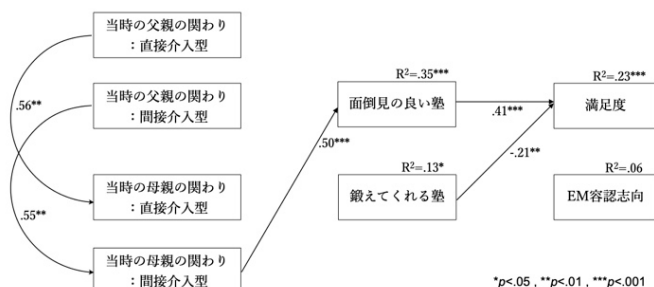 当時の父親の関わり
：直接介入型
当時の父親の関わり
：間接介入型
.56**
.55**
当時の母親の関わり
：直接介入型
当時の母親の関わり
：間接介入型
.50***
R²=.35***
面倒見の良い塾
R²=.13*
鍛えてくれる塾
.41***
-.21**
R²=.23***
満足度
R²=.06
EM容認志向
*p<.05 , **p<.01 , ***p<.001